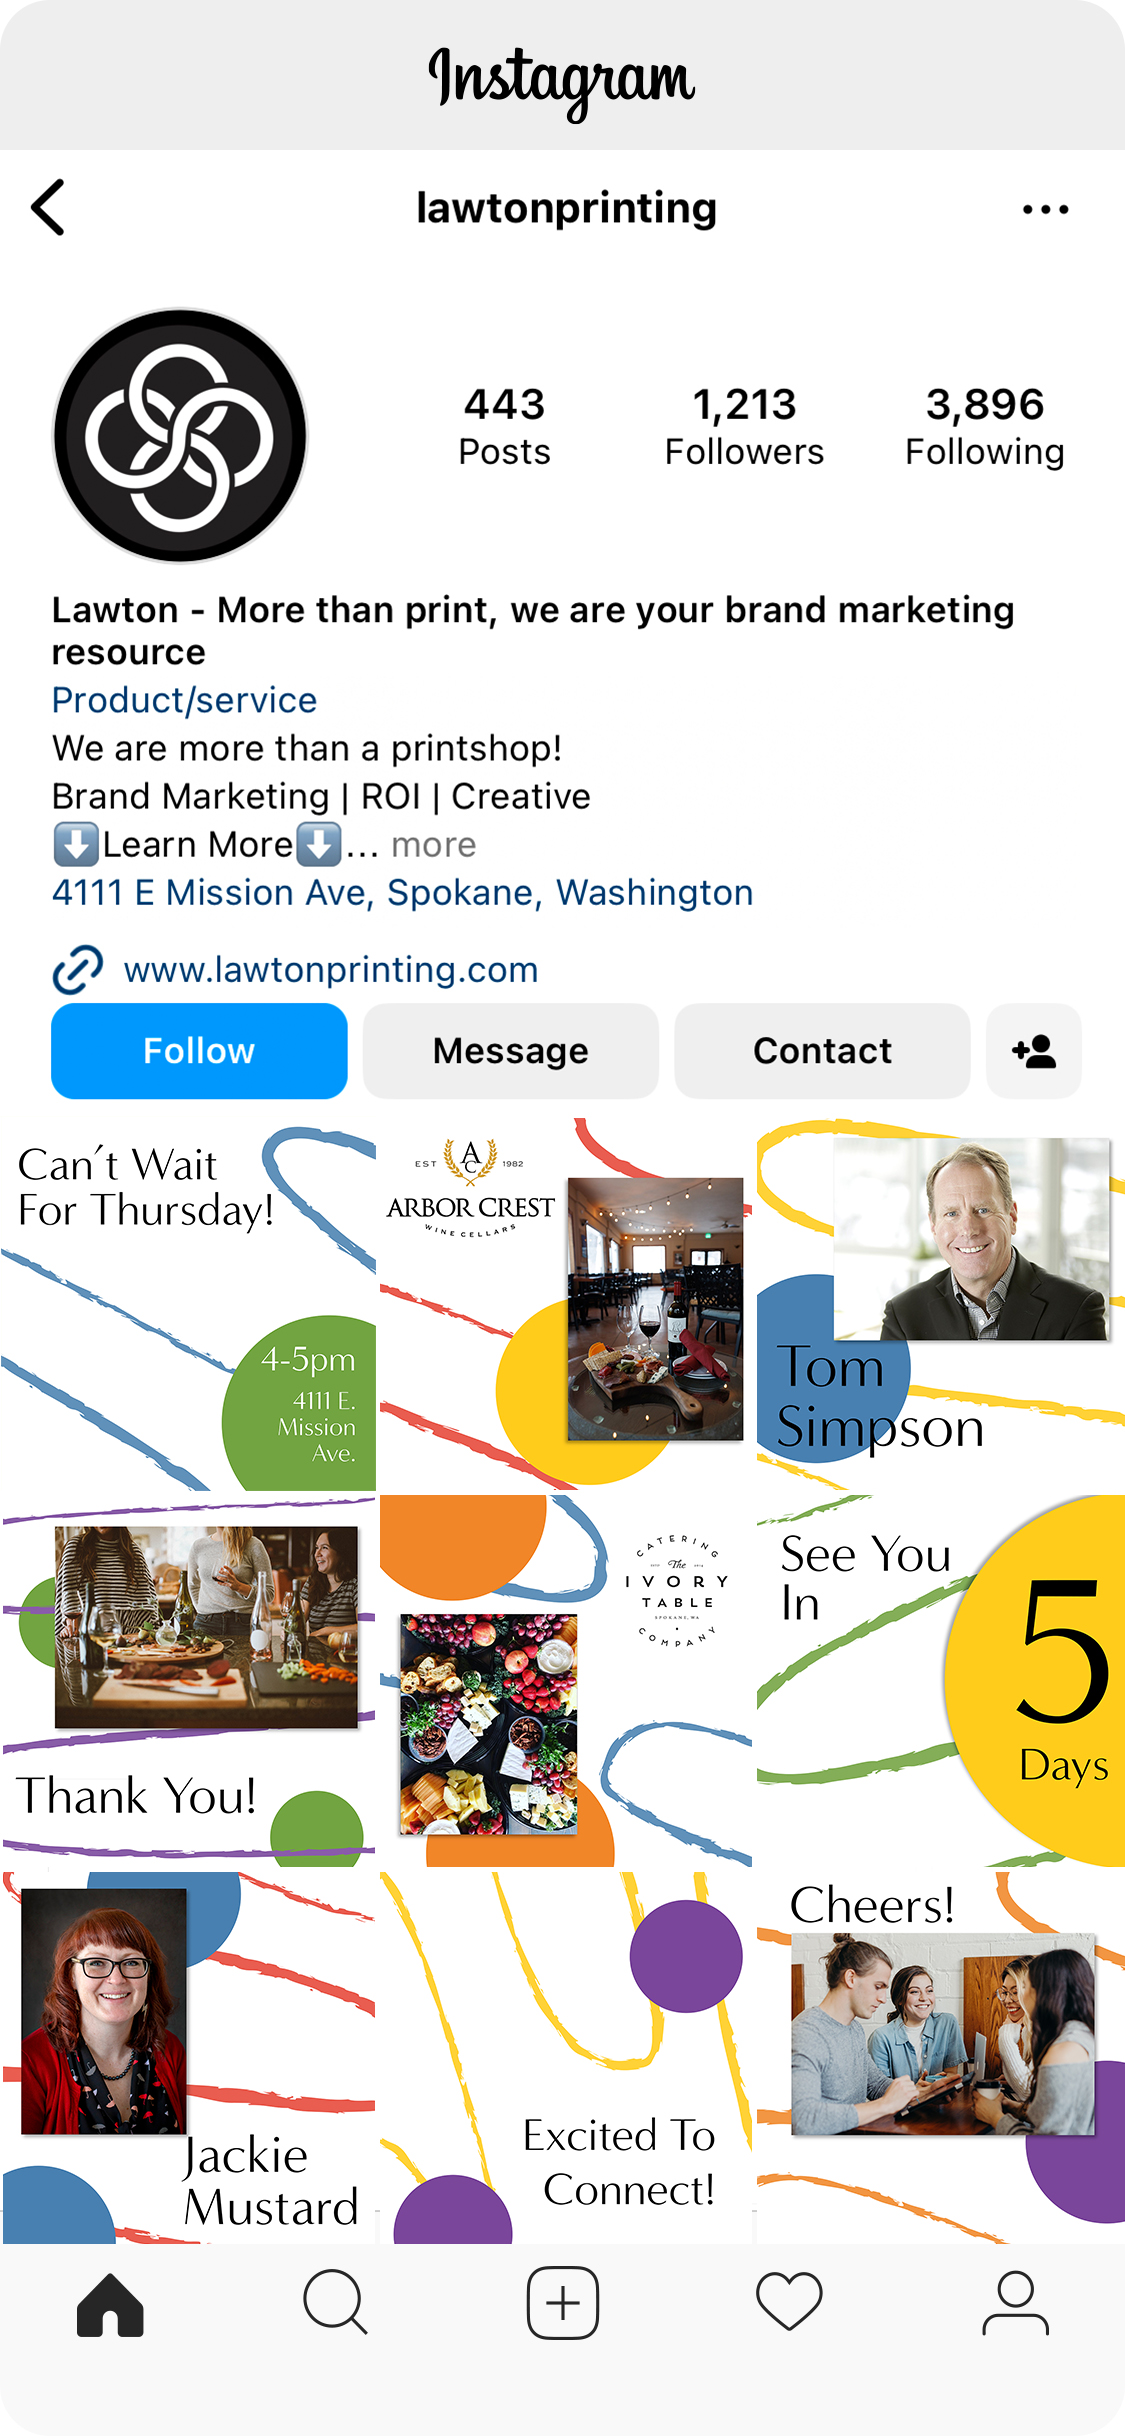 Instagram
lawtonprinting
443
Posts
1,213
Followers
3,896
Following
Lawton - More than print, we are your brand marketing
resource
Product/service
We are more than a printshop!
Brand Marketing | ROI | Creative
⬇️Learn More⬇️... more
4111 E Mission Ave, Spokane, Washington
www.lawtonprinting.com
Follow
Message
Contact
Can't Wait
For Thursday!
4-5pm
4111 E.
Mission
Ave.
EST AC 1982
ARBOR CREST
WINE CELLARS
Tom
Simpson
Thank You!
CATERING
The
IVORY
TABLE
SPOKANE, WA
COMPANY
See You
In
5
Days
Jackie
Mustard
Excited To
Connect!
Cheers!